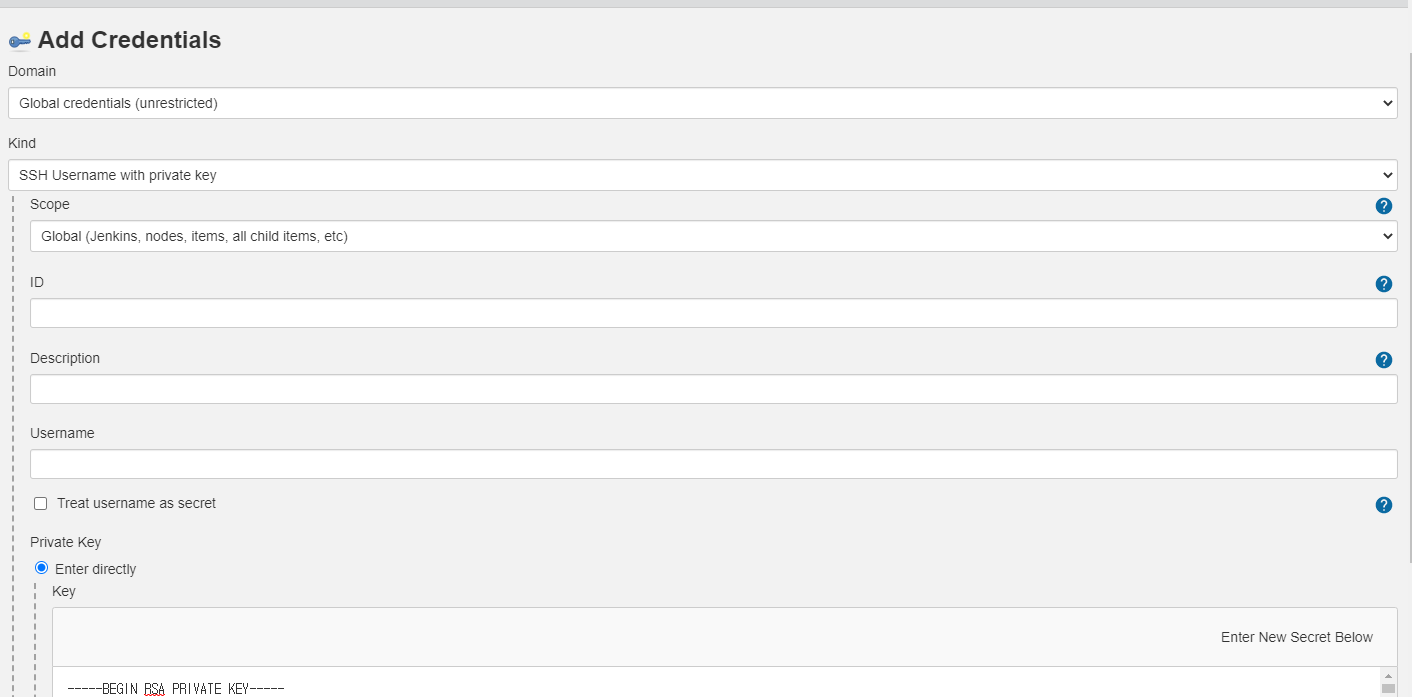 Add Credentials
Domain
Global credentials (unrestricted)
Kind
SSH Username with private key
Scope
?
Global (Jenkins, nodes, items, all child items, etc)
ID
?
Description
?
Username
Treat username as secret
?
Private Key
Enter directly
Key
Enter New Secret Below
-----BEGIN RSA PRIVATE KEY-----